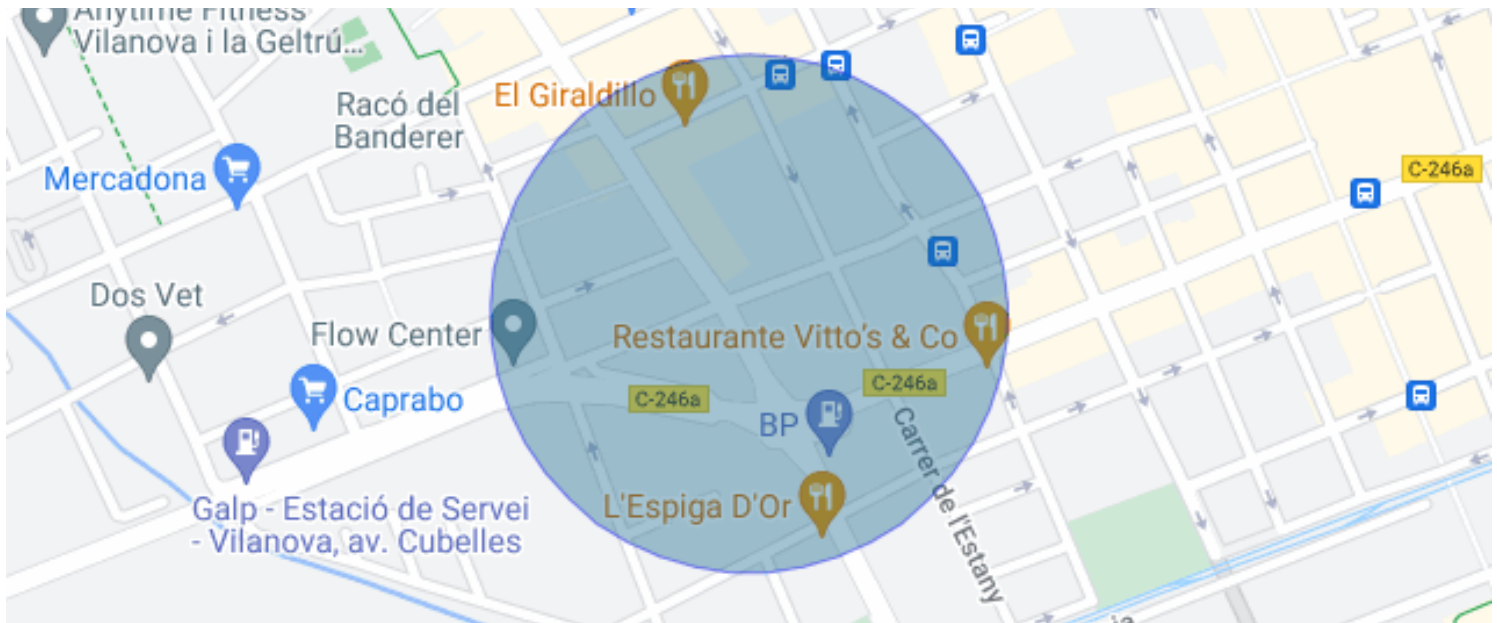 Anytime Fitness
Vilanova i la Geltrú...
El Giraldillo
Racó del
Banderer
Mercadona
C-246a
Dos Vet
Flow Center
Restaurante Vitto's & Co
C-246a
C-246a
Caprabo
BP
Carrer de l'Estany
Galp - Estació de Servei
- Vilanova, av. Cubelles
L'Espiga D'Or